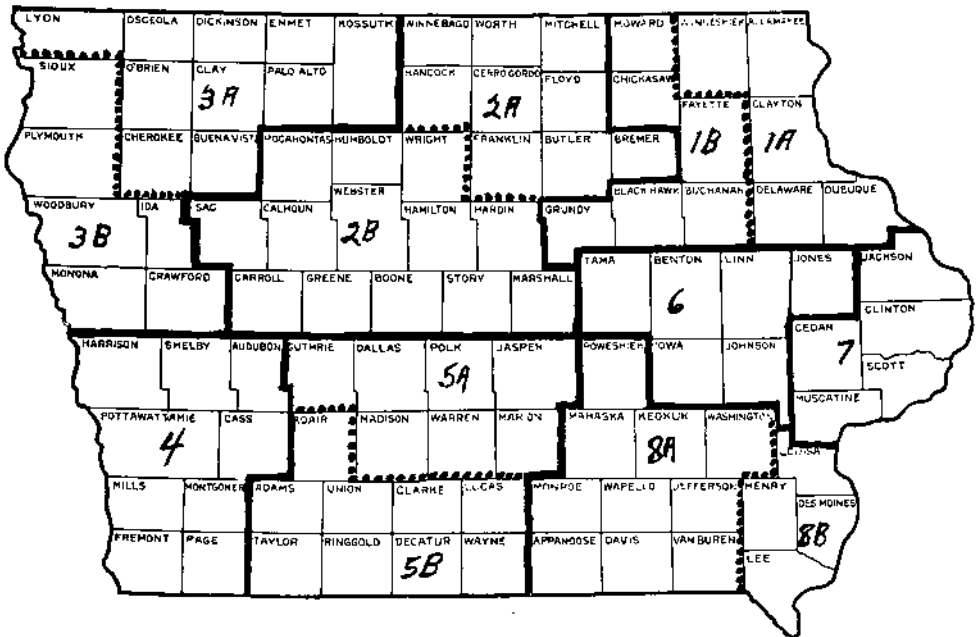 LYON OSCEOLA DICKINSON EMMET KOSSUTH WINNEBAGO WORTH MITCHELL HOWARD WINNESHIEK ALLAMAKEE
SIOUX O'BRIEN CLAY PALO ALTO HANCOCK CERRO GORDO FLOYD CHICKASAW
3A 2A
FAYETTE CLAYTON
1B 1A
PLYMOUTH CHEROKEE BUENA VISTA POCAHONTAS HUMBOLDT WRIGHT FRANKLIN BUTLER BREMER
WEBSTER
BLACK HAWK BUCHANAN DELAWARE DUBUQUE
WOODBURY IDA SAC CALHOUN HAMILTON HARDIN GRUNDY
3B 2B
MONONA CRAWFORD CARROLL GREENE BOONE STORY MARSHALL TAMA BENTON LINN JONES JACKSON
6
CLINTON
HARRISON SHELBY AUDUBON GUTHRIE DALLAS POLK JASPER POWESHIEK IOWA JOHNSON CEDAR
5A 7
SCOTT
MUSCATINE
POTTAWATTAMIE CASS ADAIR MADISON WARREN MARION MAHASKA KEOKUK WASHINGTON
4 8A
LOUISA
MILLS MONTGOMERY ADAMS UNION CLARKE LUCAS MONROE WAPELLO JEFFERSON HENRY
DES MOINES
8B
FREMONT PAGE TAYLOR RINGGOLD DECATUR WAYNE APPANOOSE DAVIS VAN BUREN
LEE
5B